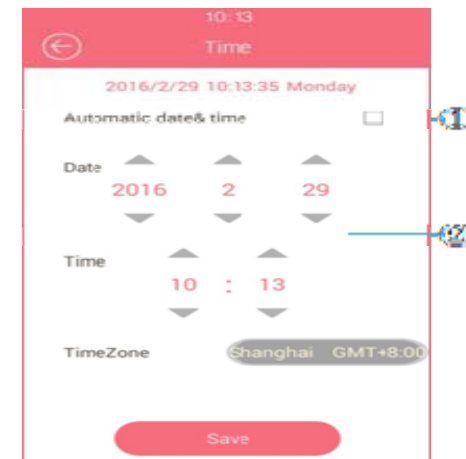 10:13
Time
2016/2/29 10:13:35 Monday
Automatic date& time
1
Date
2016 2 29
2
Time
10 : 13
TimeZone Shanghai GMT+8:00
Save